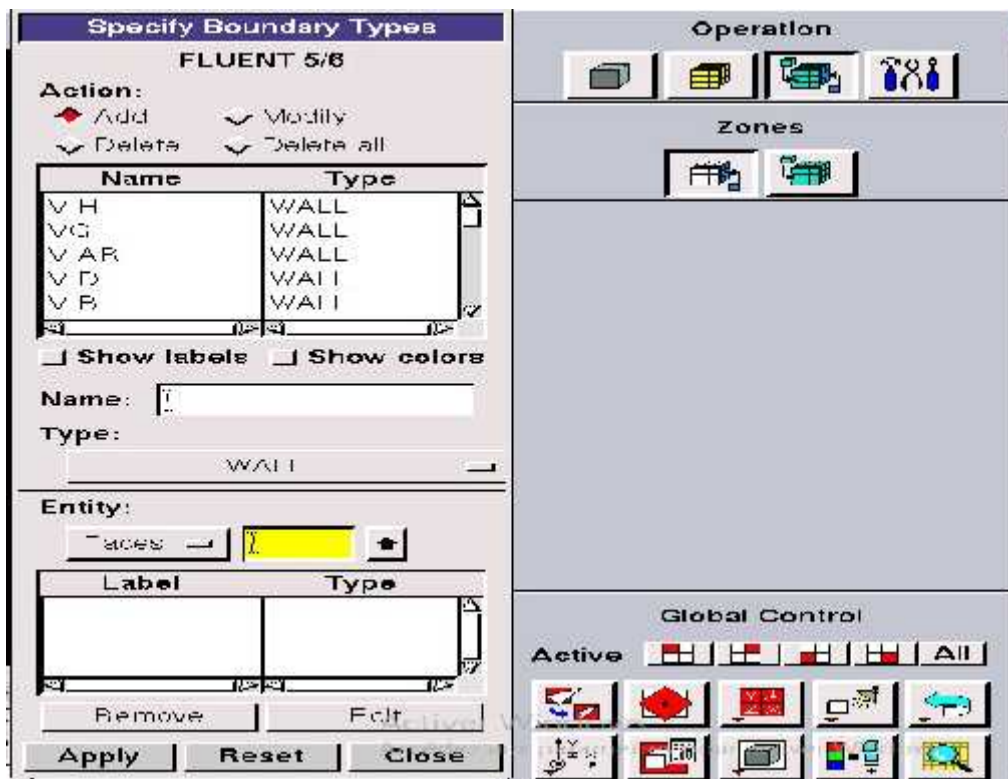 Specify Boundary Types
FLUENT 5/6
Action:
Add Modify
Delete Delete all
Name Type
V H WALL
VG WALL
V AR WALL
V D WALL
V B WALL
Show labels Show colors
Name:
Type:
WALL
Entity:
Faces
Label Type
Remove Edit
Apply Reset Close
Operation
Zones
Global Control
Active All